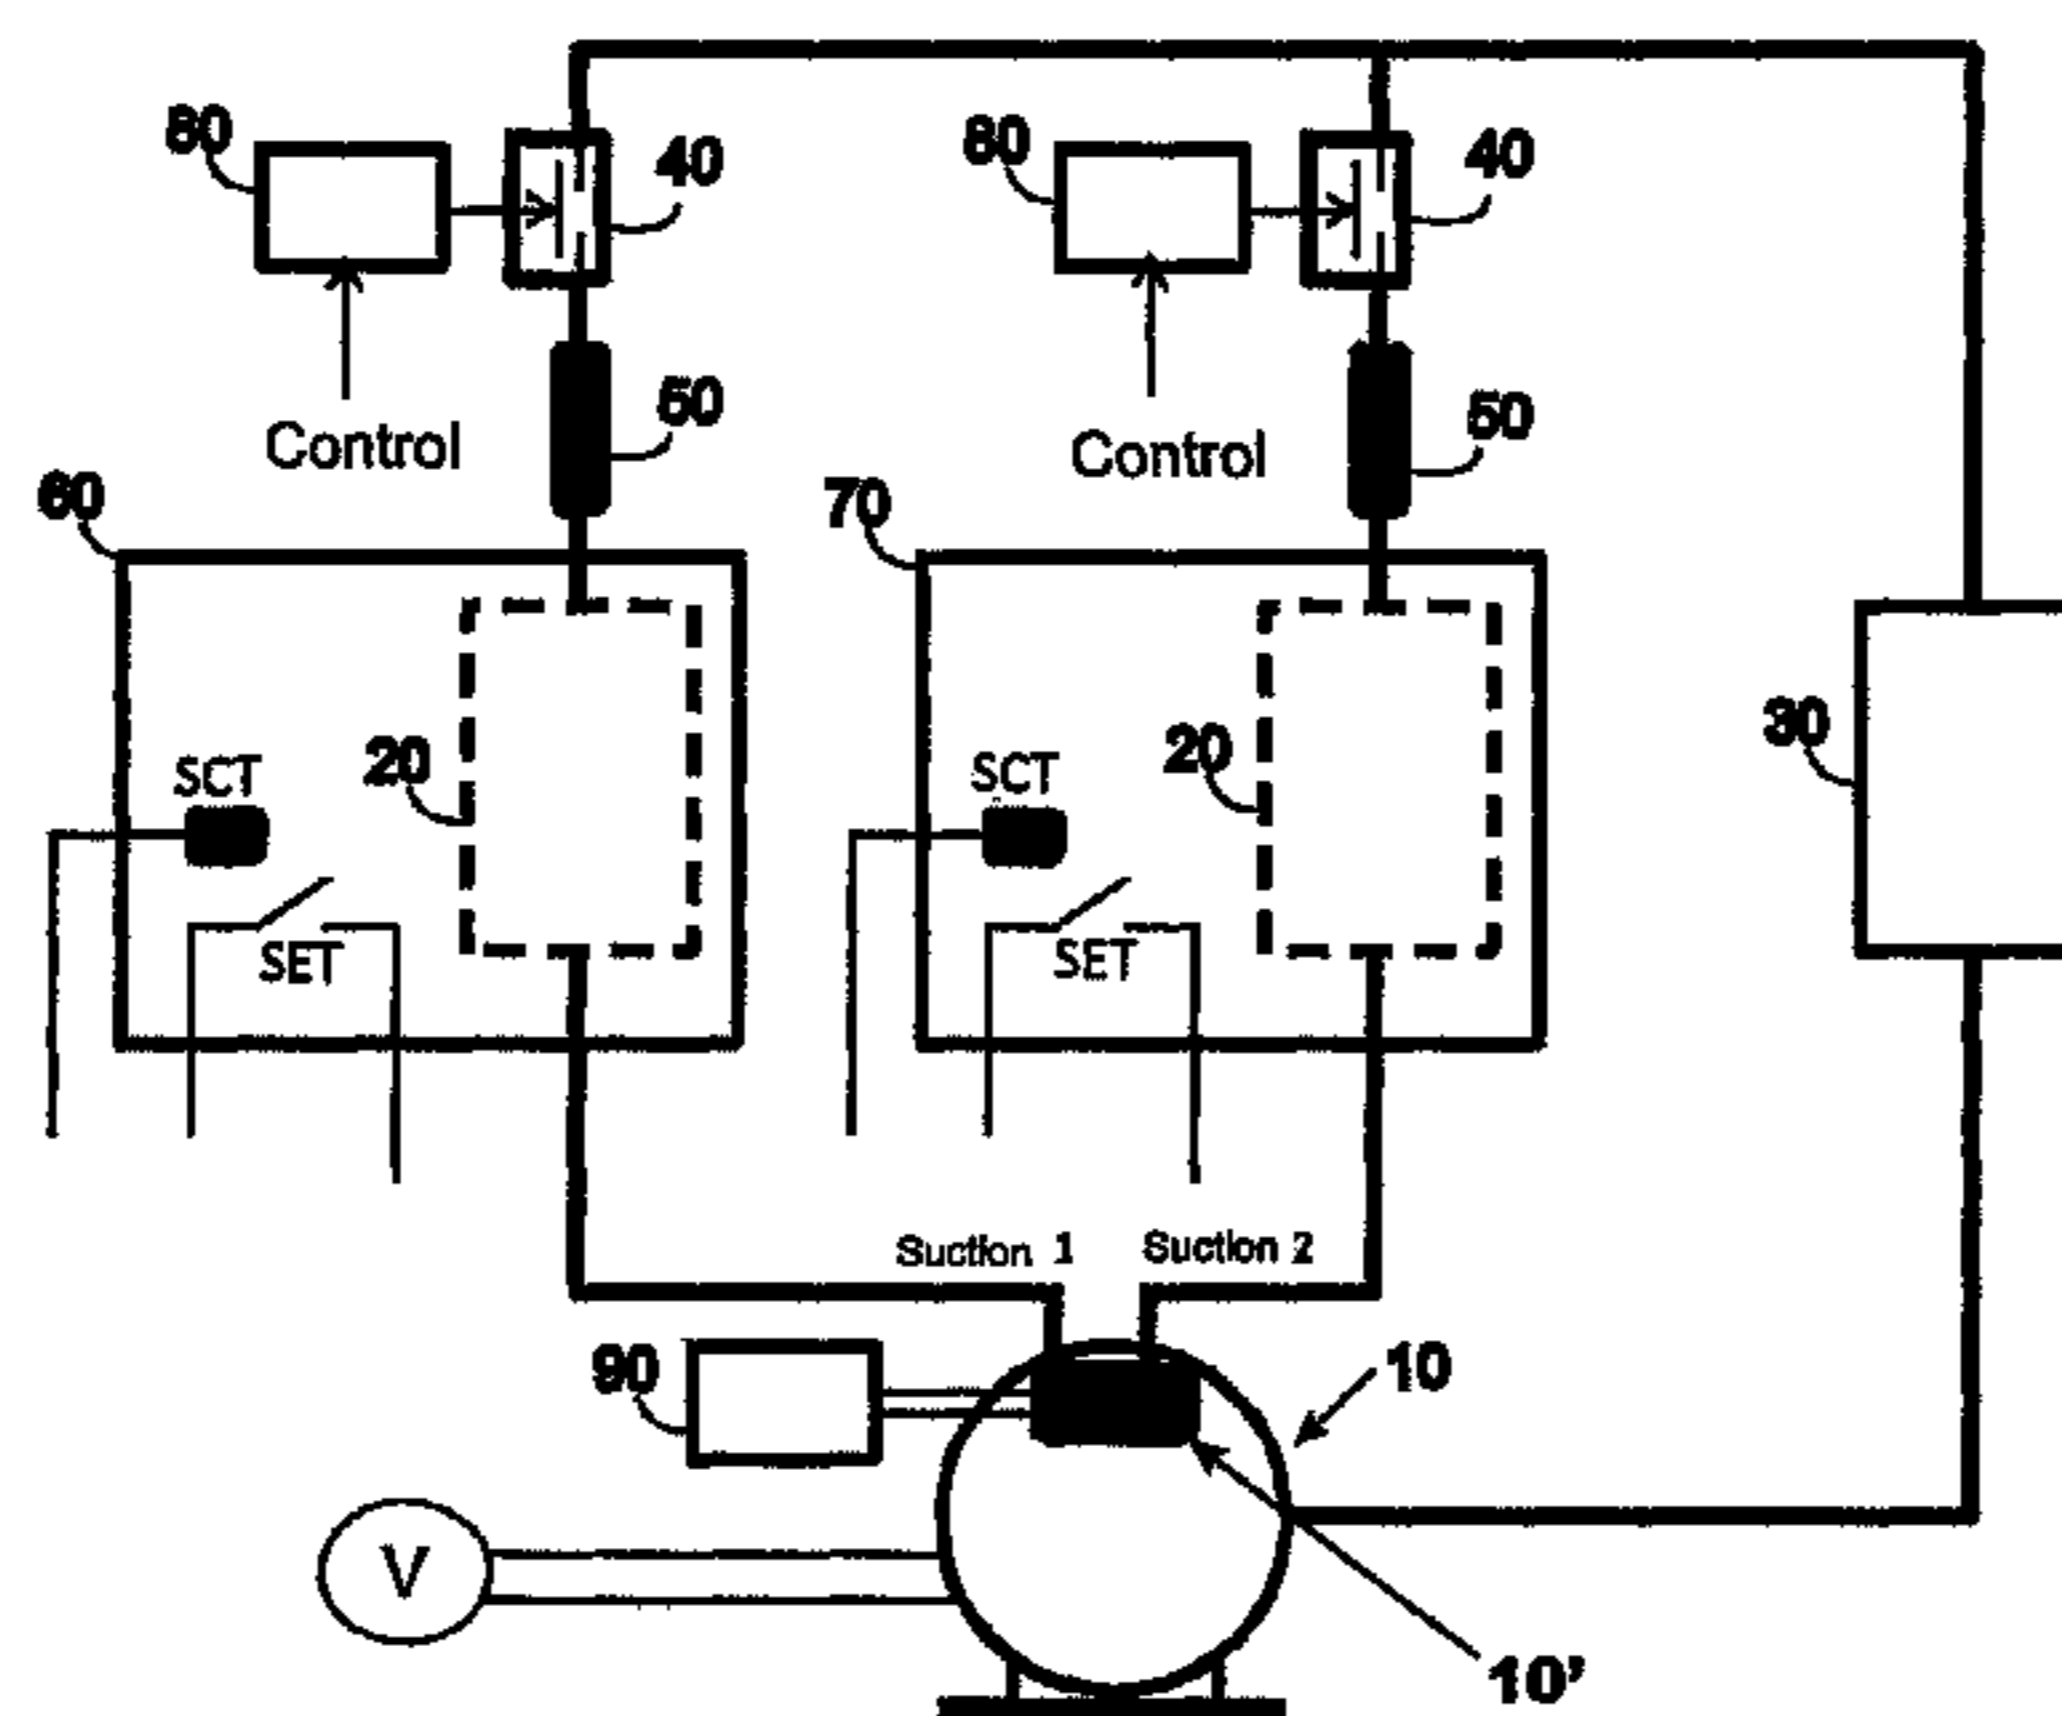 80 40 80 40
Control 50 Control 50
60 70
SCT 20 SCT 20 30
SET SET
Suction 1 Suction 2
90 10
V
10’